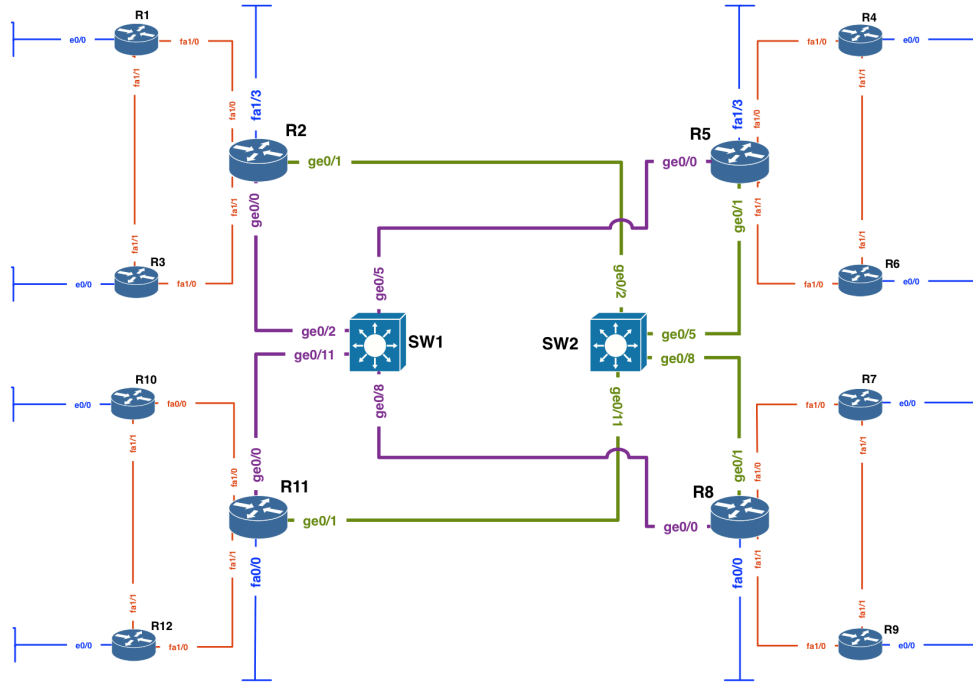 R1
R4
e0/0
fa1/0
fa1/0
e0/0
fa1/3
fa1/3
fa1/0
fa1/0
fa1/1
fa1/1
R2
R5
ge0/1
ge0/0
fa1/1
ge0/0
ge0/1
fa1/1
fa1/1
fa1/1
R3
R6
e0/0
fa1/0
fa1/0
e0/0
ge0/5
ge0/2
ge0/2
SW1
SW2
ge0/5
ge0/11
ge0/8
ge0/8
ge0/11
R10
R7
e0/0
fa0/0
fa1/0
e0/0
fa1/0
ge0/0
ge0/1
fa1/0
R11
R8
ge0/1
ge0/0
fa1/1
fa0/0
fa0/0
fa1/1
fa1/1
fa1/1
R12
R9
e0/0
fa1/0
fa1/0
e0/0